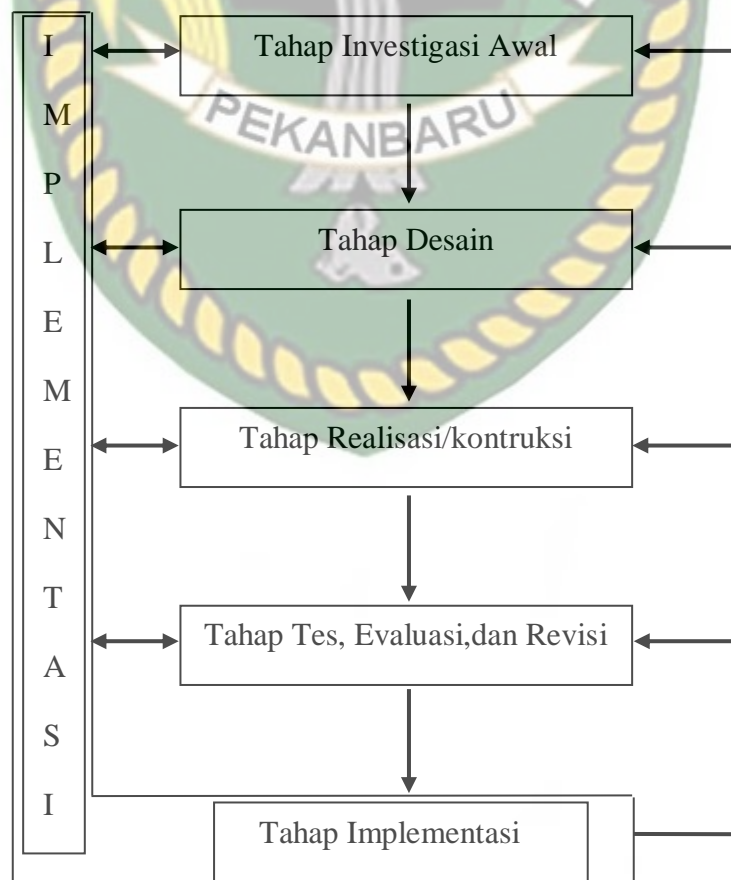 I
M
P
L
E
M
E
N
T
A
S
I
Tahap Investigasi Awal
PEKANBARU
Tahap Desain
Tahap Realisasi/kontruksi
Tahap Tes, Evaluasi,dan Revisi
Tahap Implementasi